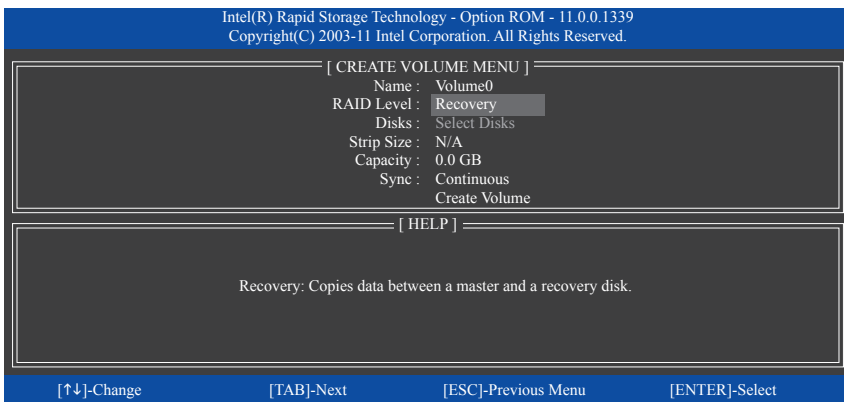 Intel(R) Rapid Storage Technology - Option ROM - 11.0.0.1339
Copyright(C) 2003-11 Intel Corporation. All Rights Reserved.
[ CREATE VOLUME MENU ]
Name : Volume0
RAID Level : Recovery
Disks : Select Disks
Strip Size : N/A
Capacity : 0.0 GB
Sync : Continuous
Create Volume
[ HELP ]
Recovery: Copies data between a master and a recovery disk.
[↑↓]-Change [TAB]-Next [ESC]-Previous Menu [ENTER]-Select